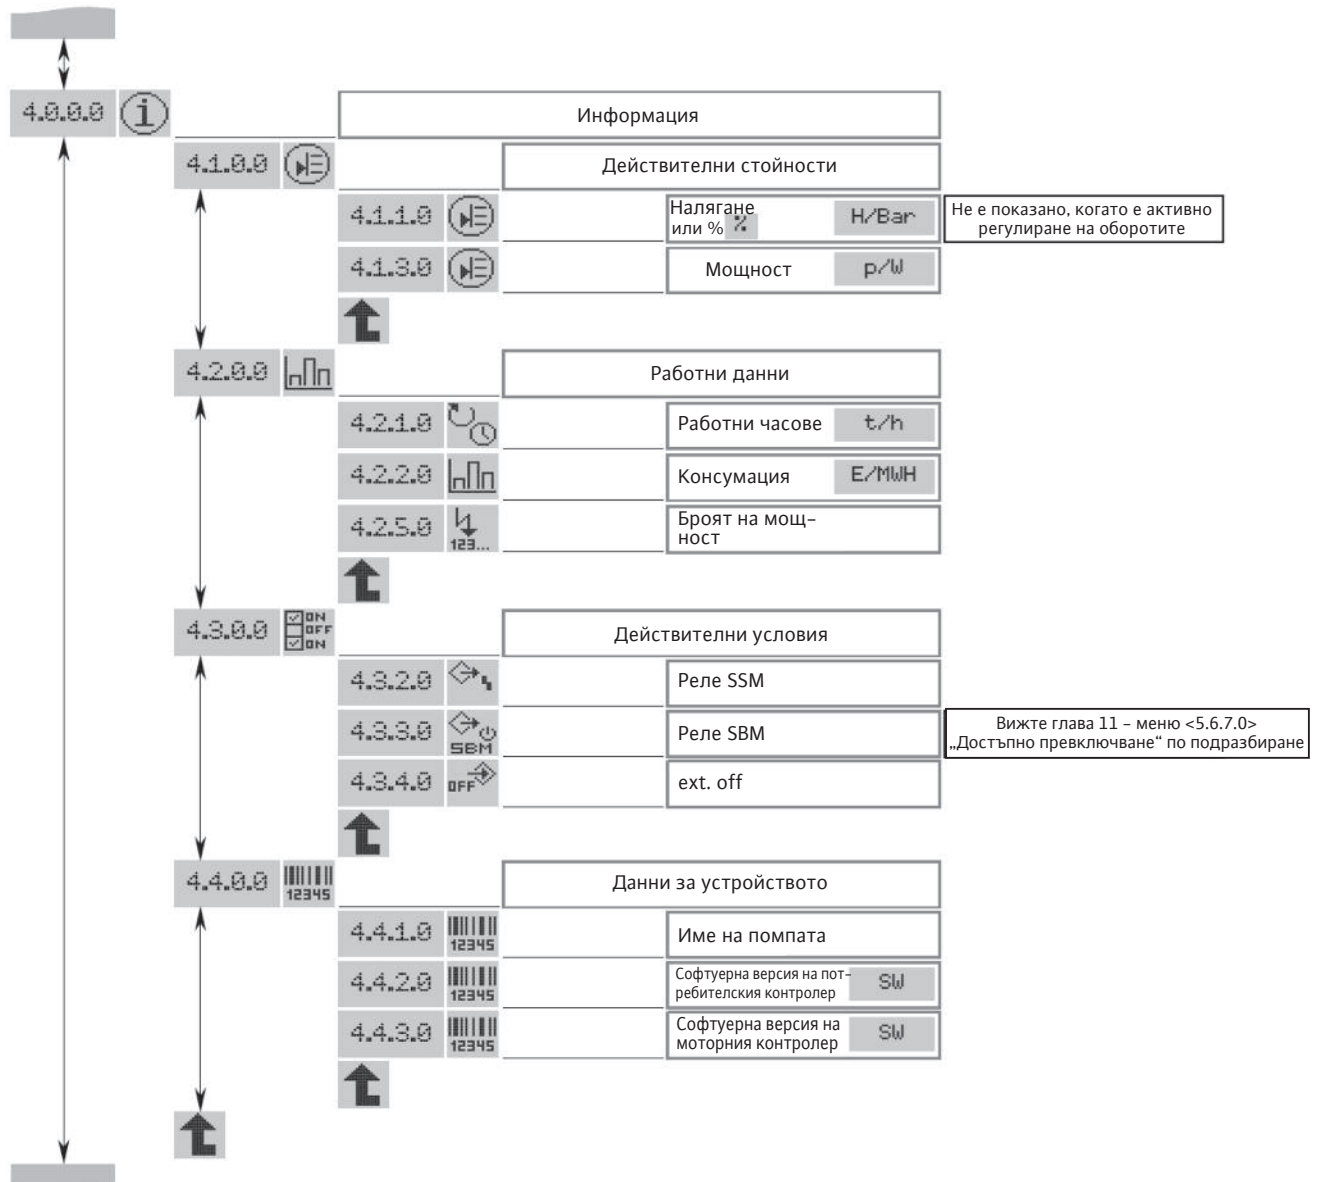 4.0.0.0 Информация
4.1.0.0 Действителни стойности
4.1.1.0 Налягане
или % % H/Bar
Не е показано, когато е активно
регулиране на оборотите
4.1.3.0 Мощност p/W
4.2.0.0 Работни данни
4.2.1.0 Работни часове t/h
4.2.2.0 Консумация E/MWH
4.2.5.0 123... Броят на мощ-
ност
4.3.0.0 ON
OFF
ON
Действителни условия
4.3.2.0 Реле SSM
4.3.3.0 SBM Реле SBM
Вижте глава 11 - меню <5.6.7.0>
„Достъпно превключване“ по подразбиране
4.3.4.0 OFF ext. off
4.4.0.0 12345 Данни за устройството
4.4.1.0 12345 Име на помпата
4.4.2.0 12345 Софтуерна версия на пот-
ребителския контролер SW
4.4.3.0 12345 Софтуерна версия на
моторния контролер SW